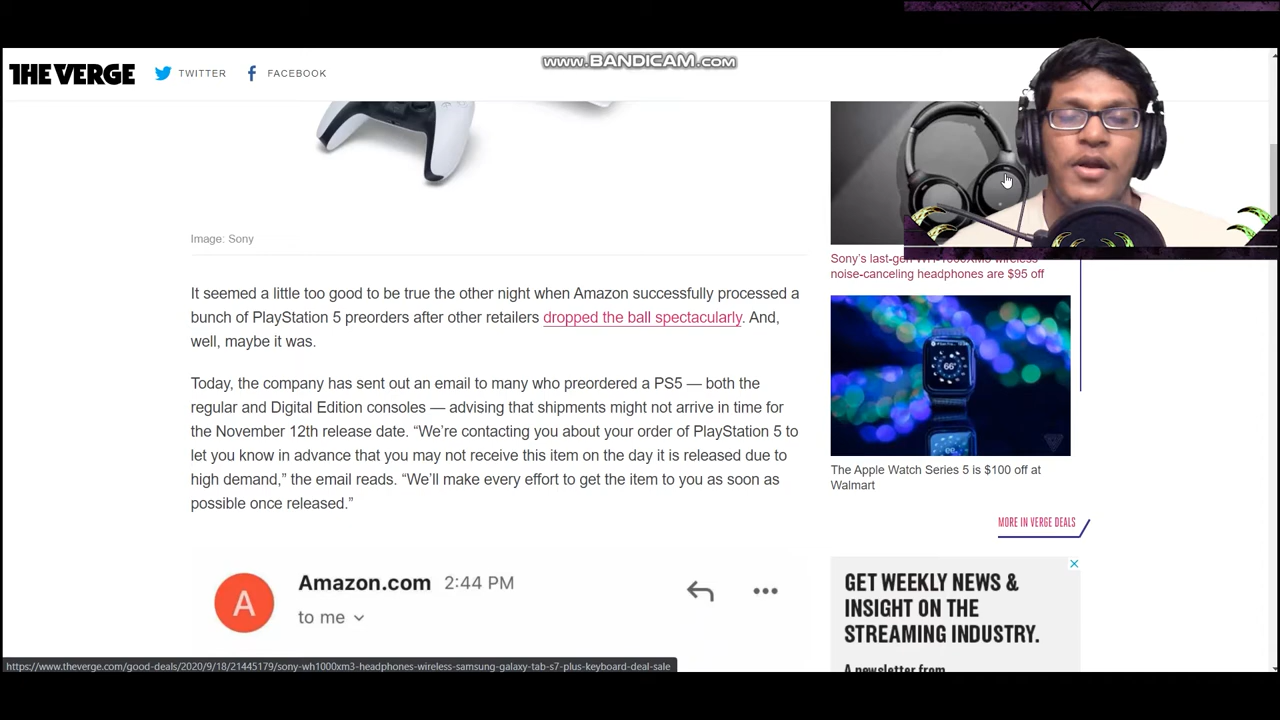 www.BANDICAM.com
THE VERGE
TWITTER
FACEBOOK
Image: Sony
It seemed a little too good to be true the other night when Amazon successfully processed a
bunch of PlayStation 5 preorders after other retailers dropped the ball spectacularly. And,
well, maybe it was.
Today, the company has sent out an email to many who preordered a PS5 — both the
regular and Digital Edition consoles — advising that shipments might not arrive in time for
the November 12th release date. “We’re contacting you about your order of PlayStation 5 to
let you know in advance that you may not receive this item on the day it is released due to
high demand,” the email reads. “We’ll make every effort to get the item to you as soon as
possible once released.”
A
Amazon.com 2:44 PM
to me
Sony’s last-gen WH-1000XM3 wireless
noise-canceling headphones are $95 off
66°
The Apple Watch Series 5 is $100 off at
Walmart
MORE IN VERGE DEALS
GET WEEKLY NEWS &
INSIGHT ON THE
STREAMING INDUSTRY.
A newsletter from
https://www.theverge.com/good-deals/2020/9/18/21445179/sony-wh1000xm3-headphones-wireless-samsung-galaxy-tab-s7-plus-keyboard-deal-sale